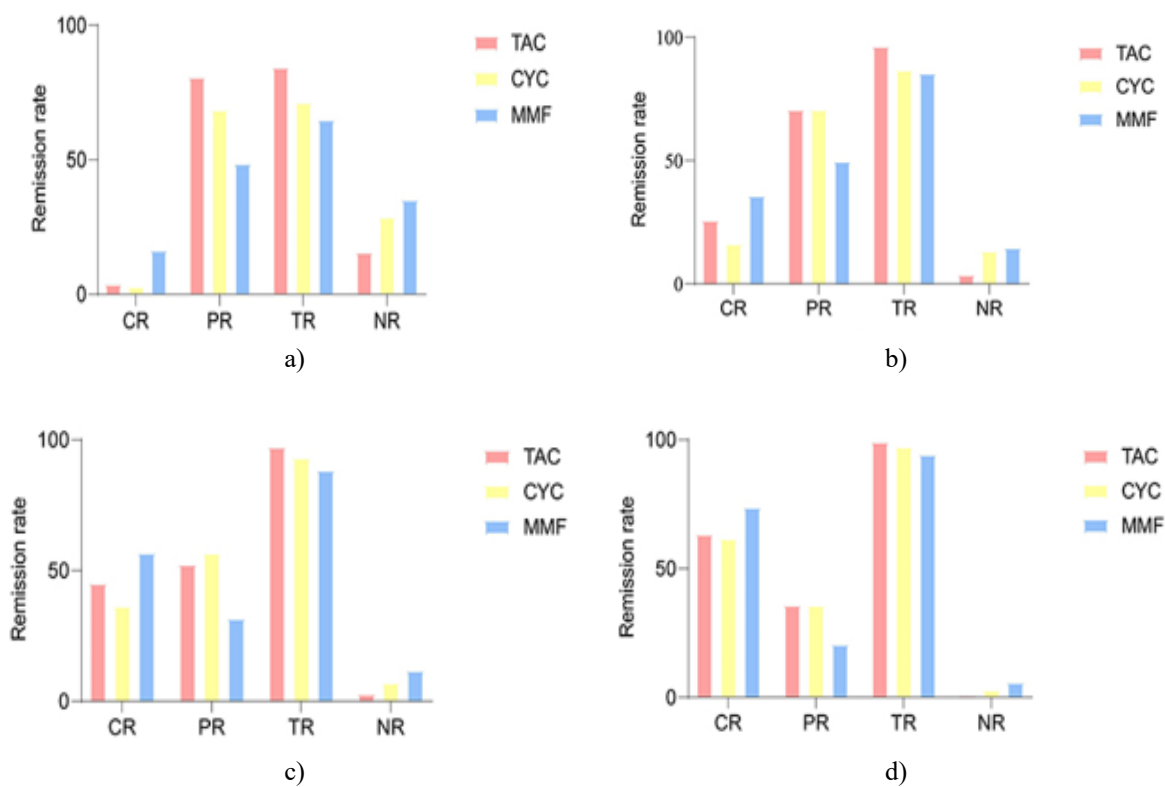 100
50
0
Remission rate
CR
PR
TR
NR
TAC
CYC
MMF
a)
100
50
0
Remission rate
CR
PR
TR
NR
TAC
CYC
MMF
b)
100
50
0
Remission rate
CR
PR
TR
NR
TAC
CYC
MMF
c)
100
50
0
Remission rate
CR
PR
TR
NR
TAC
CYC
MMF
d)